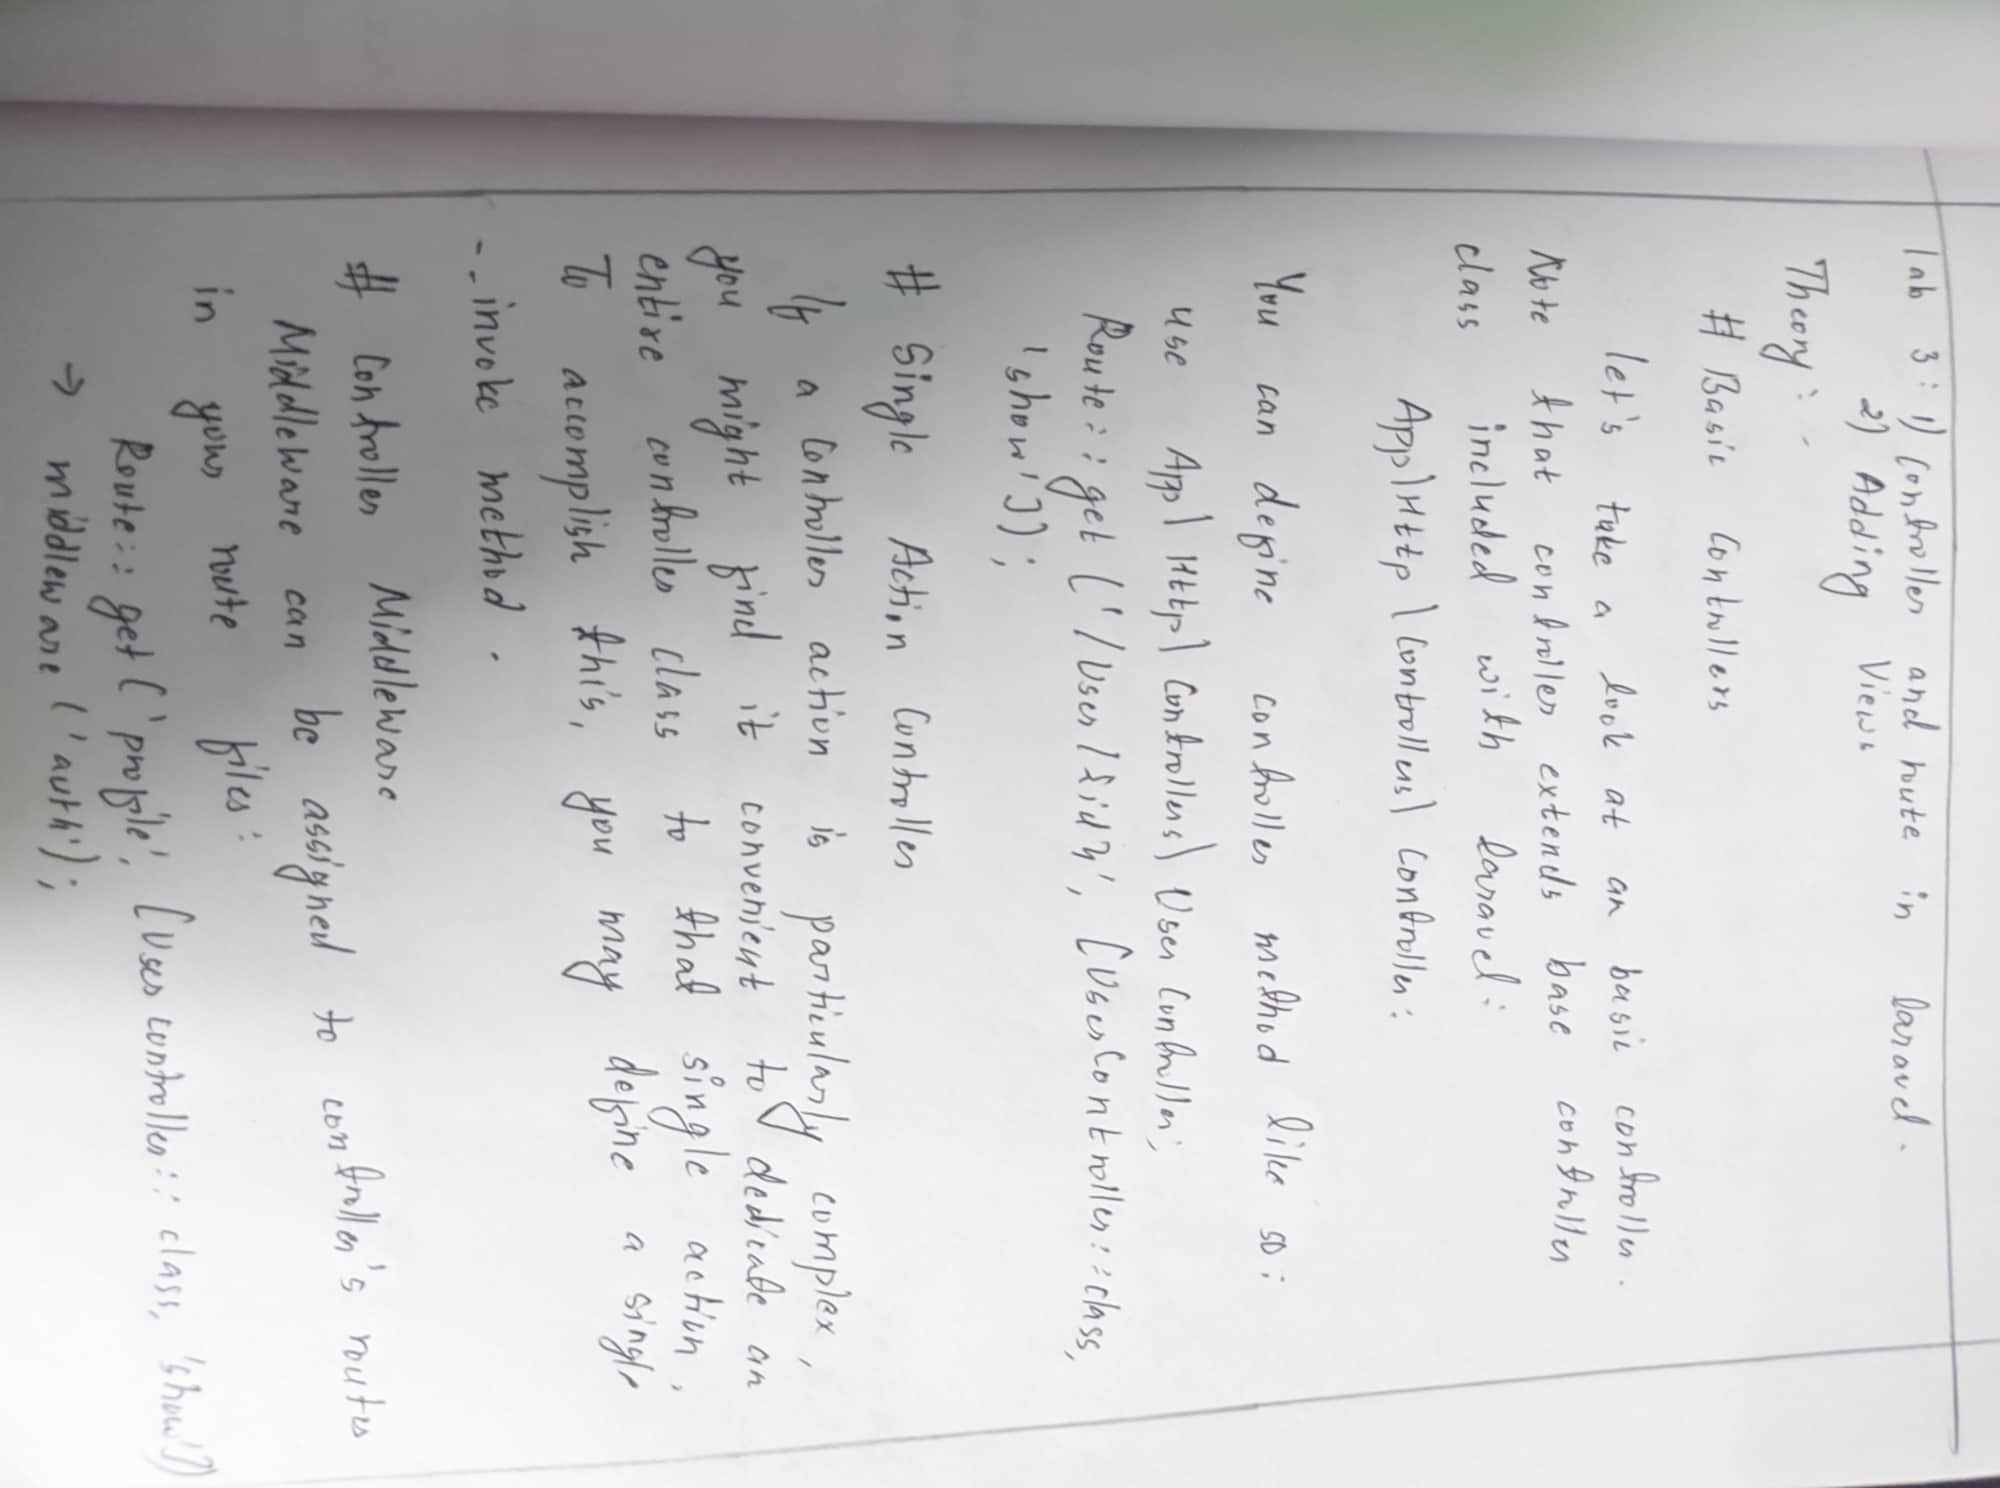 lab 3: 1) Controller and route in Laravel.
2) Adding Views
Theory:-
# Basic Controllers
let's take a look at an basic controller.
Note that controller extends base controller
class included with Laravel:
App\Http\Controllers\Controller:
You can define controller method like so:
use App\Http\Controllers\User Controller;
Route::get('/User/{id}', [UserController::class,
'show']);
# Single Action Controller
If a Controller action is particularly complex,
you might find it convenient to dedicate an
entire controller class to that single action.
To accomplish this, you may define a single
--invoke method.
# Controller Middleware
Middleware can be assigned to controller's routes
in your route files:
Route::get('profile', [Usercontroller::class, 'show'])
→ middleware('auth');